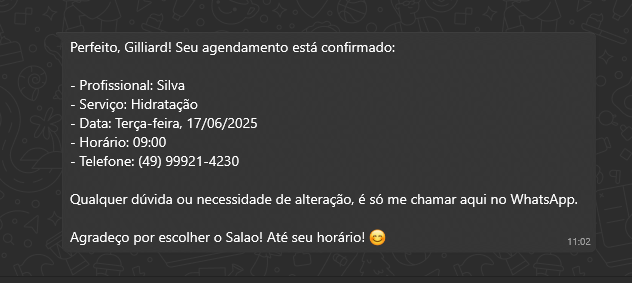 Perfeito, Gilliard! Seu agendamento está confirmado:
- Profissional: Silva
- Serviço: Hidratação
- Data: Terça-feira, 17/06/2025
- Horário: 09:00
- Telefone: (49) 99921-4230
Qualquer dúvida ou necessidade de alteração, é só me chamar aqui no WhatsApp.
Agradeço por escolher o Salao! Até seu horário! 😊
11:02